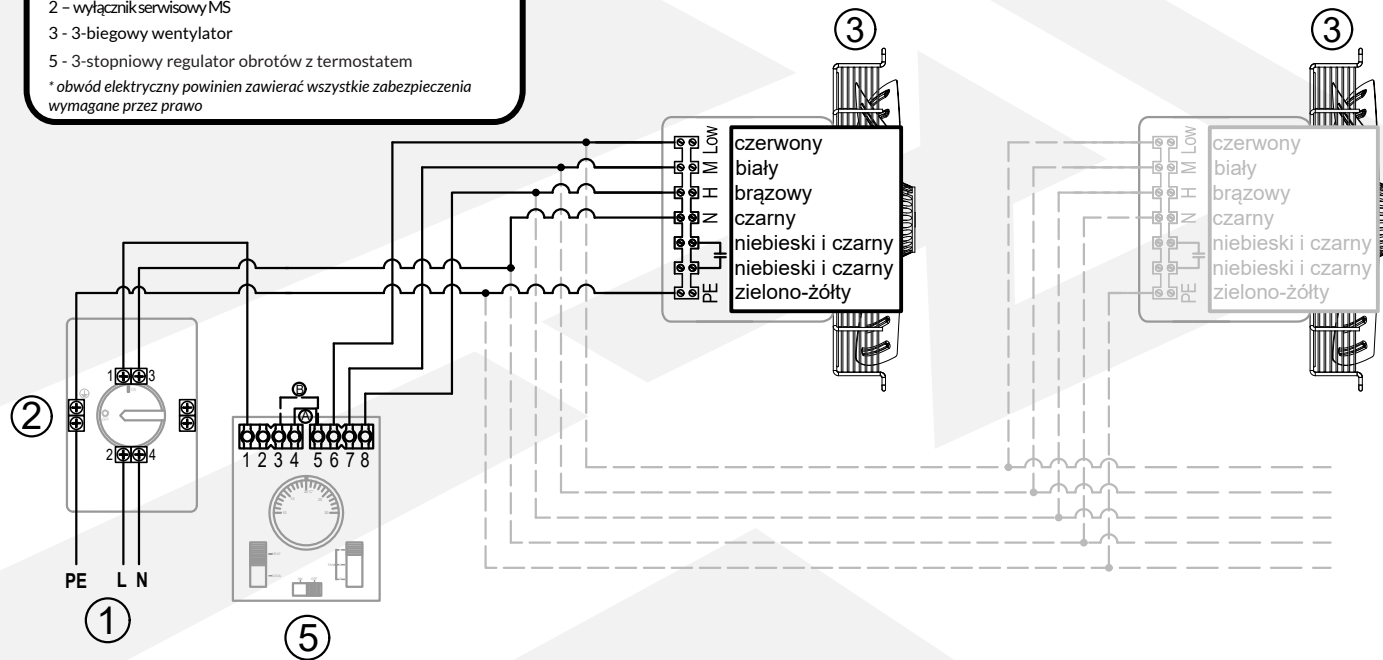 2 – wyłącznik serwisowy MS
3 - 3-biegowy wentylator
5 - 3-stopniowy regulator obrotów z termostatem
* obwód elektryczny powinien zawierać wszystkie zabezpieczenia
wymagane przez prawo
3
3
Low czerwony
M biały
H brązowy
N czarny
niebieski i czarny
niebieski i czarny
PE zielono-żółty
Low czerwony
M biały
H brązowy
N czarny
niebieski i czarny
niebieski i czarny
PE zielono-żółty
1 3
2
2 4
B
A
1 2 3 4 5 6 7 8
PE L N
1
5